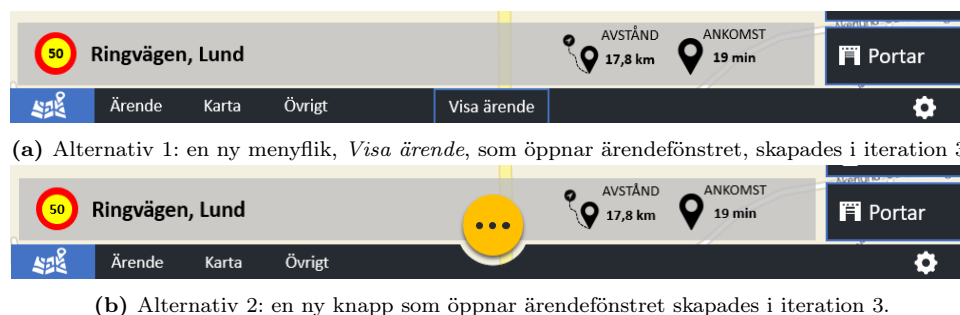 AVSTÅND ANKOMST
50 Ringvägen, Lund 17,8 km 19 min Portar
Ärende Karta Övrigt Visa ärende
(a) Alternativ 1: en ny menyflik, Visa ärende, som öppnar ärendefönstret, skapades i iteration 3
AVSTÅND ANKOMST
50 Ringvägen, Lund 17,8 km 19 min Portar
Ärende Karta Övrigt
(b) Alternativ 2: en ny knapp som öppnar ärendefönstret skapades i iteration 3.